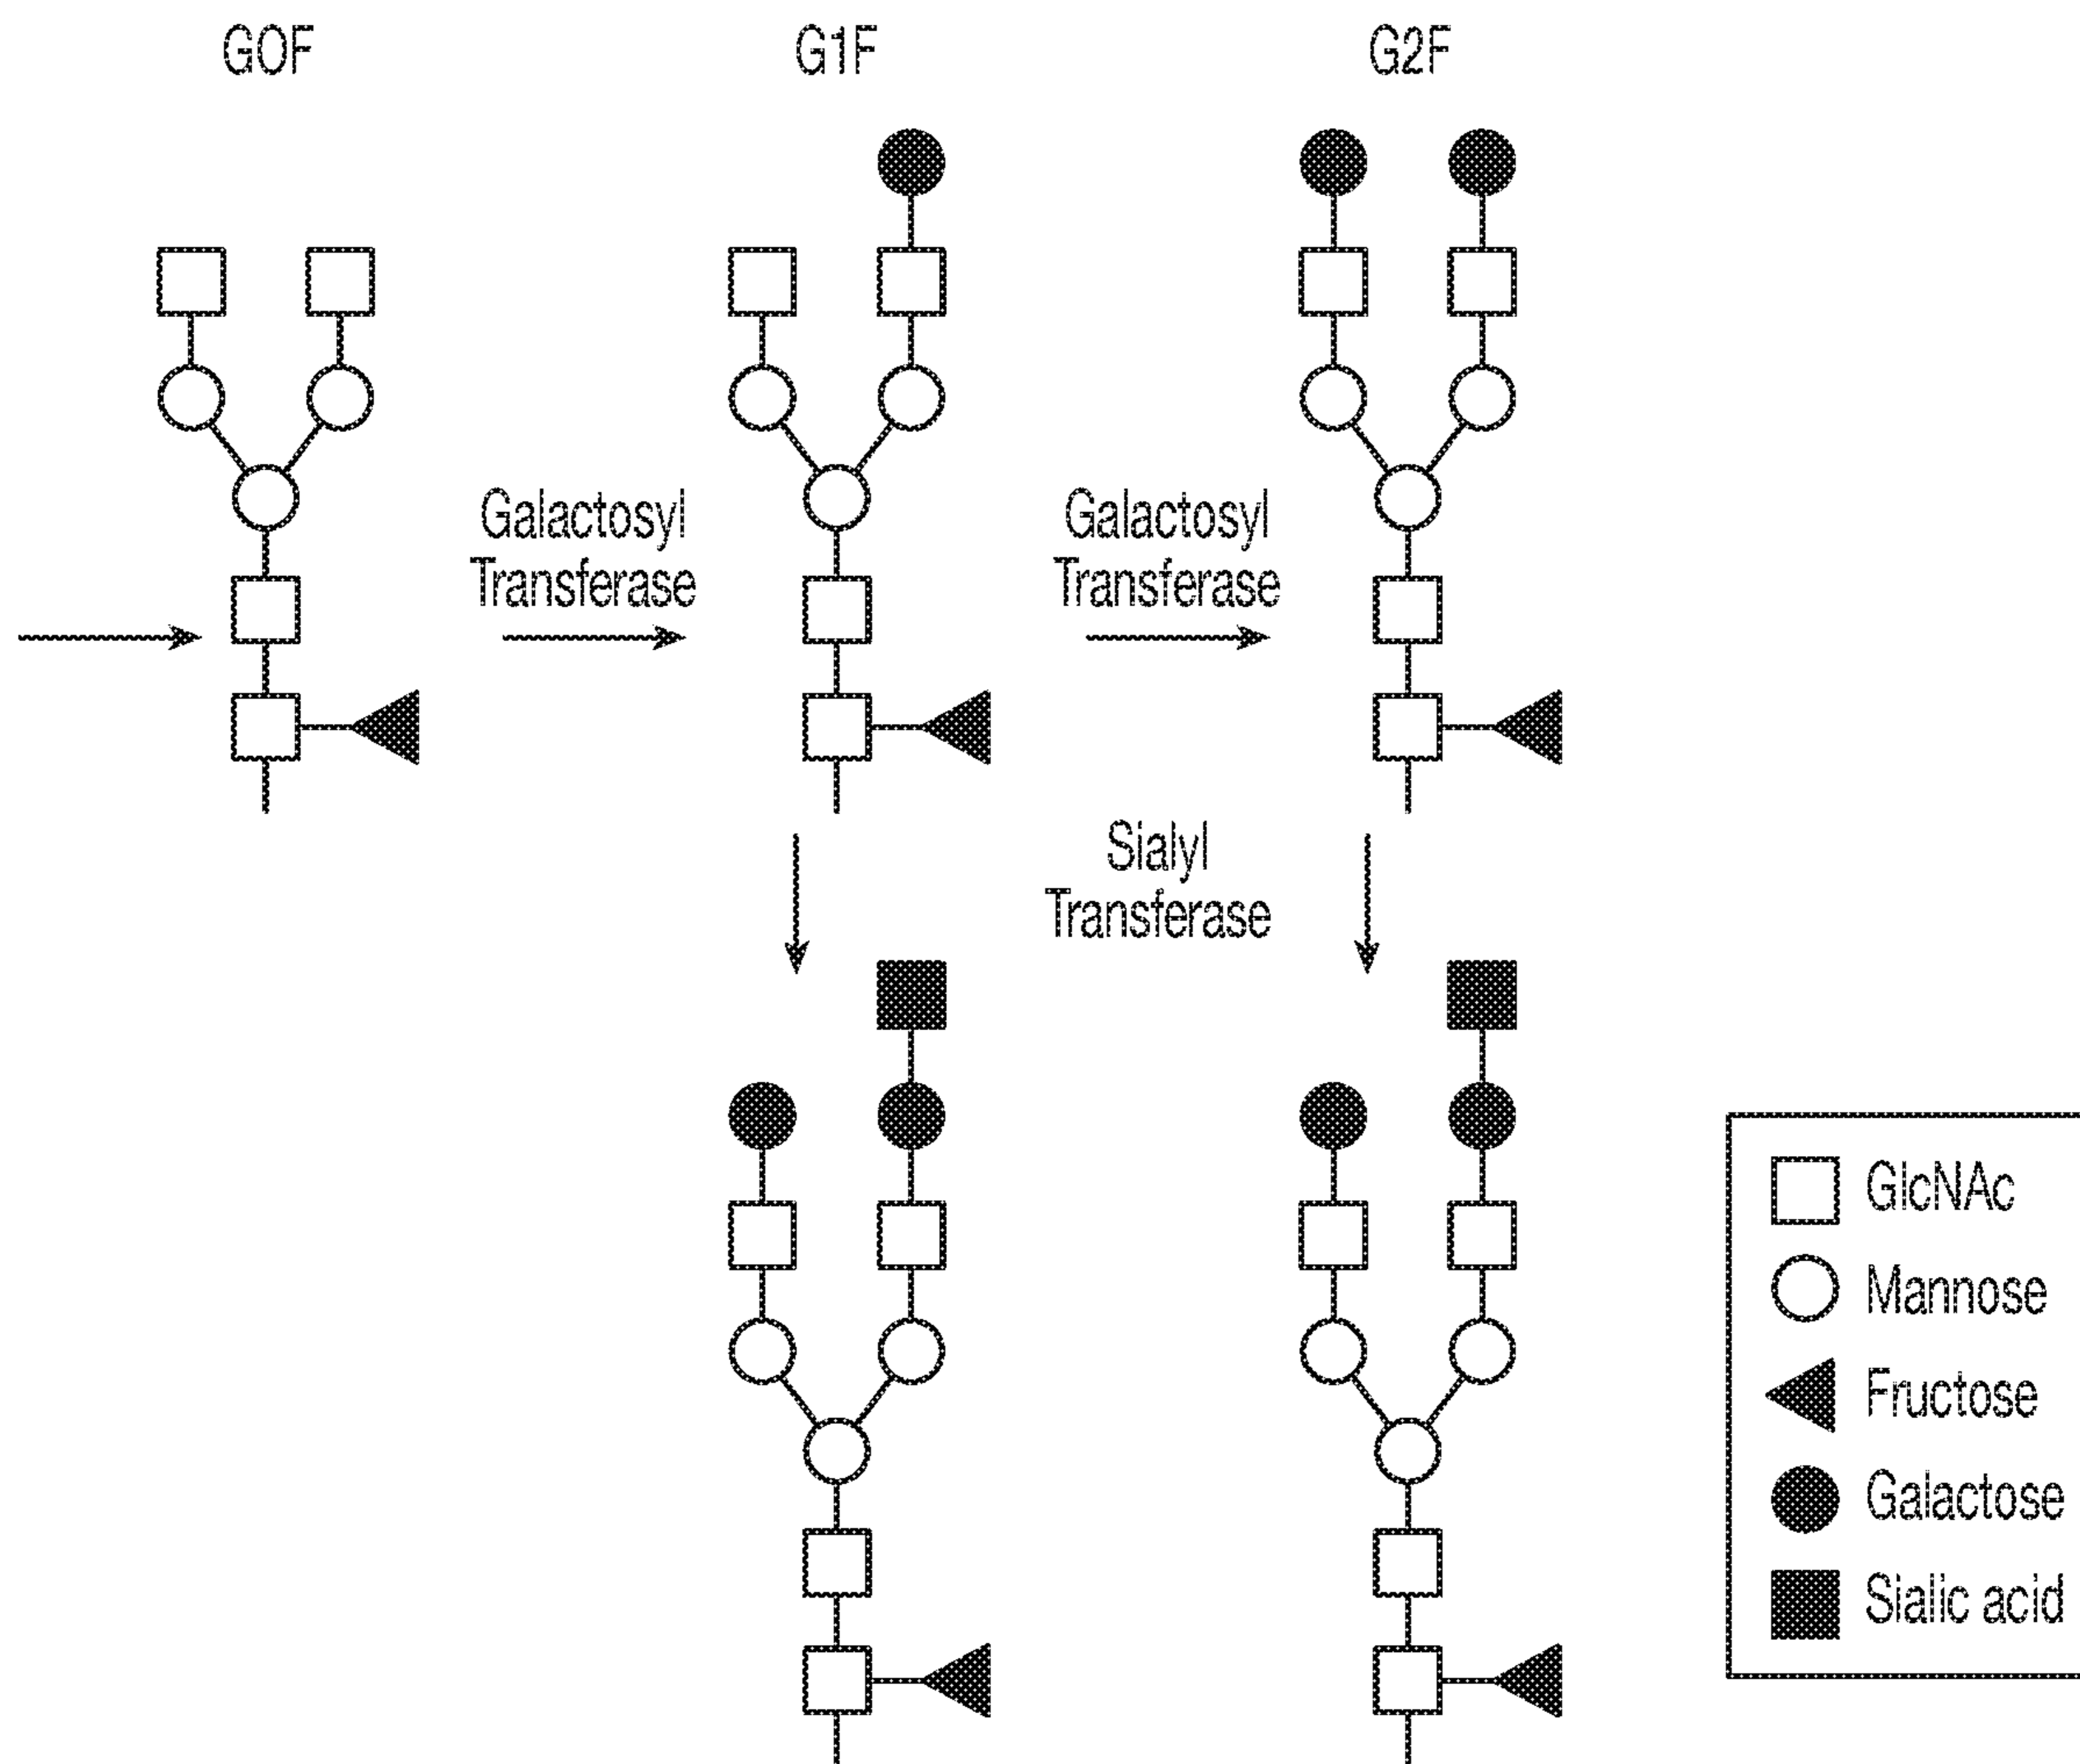 G0F
G1F
G2F
Galactosyl
Transferase
Galactosyl
Transferase
Sialyl
Transferase
GlcNAc
Mannose
Fructose
Galactose
Sialic acid